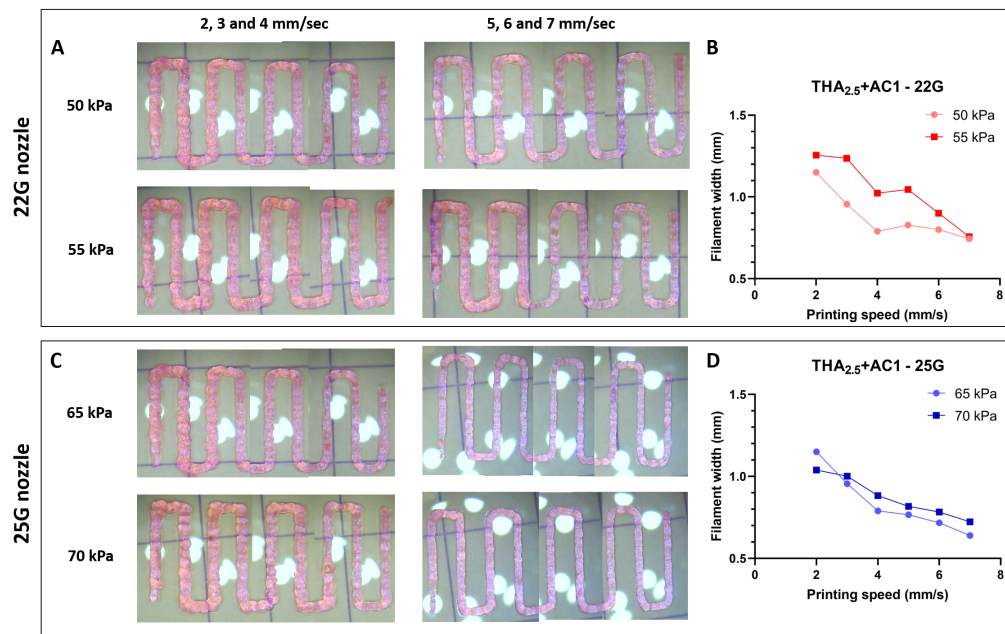 2, 3 and 4 mm/sec
5, 6 and 7 mm/sec
22G nozzle
A
50 kPa
55 kPa
B
THA2.5+AC1 - 22G
50 kPa
55 kPa
Filament width (mm)
1.5
1.0
0.5
0 2 4 6 8
Printing speed (mm/s)
25G nozzle
C
65 kPa
70 kPa
D
THA2.5+AC1 - 25G
65 kPa
70 kPa
Filament width (mm)
1.5
1.0
0.5
0 2 4 6 8
Printing speed (mm/s)